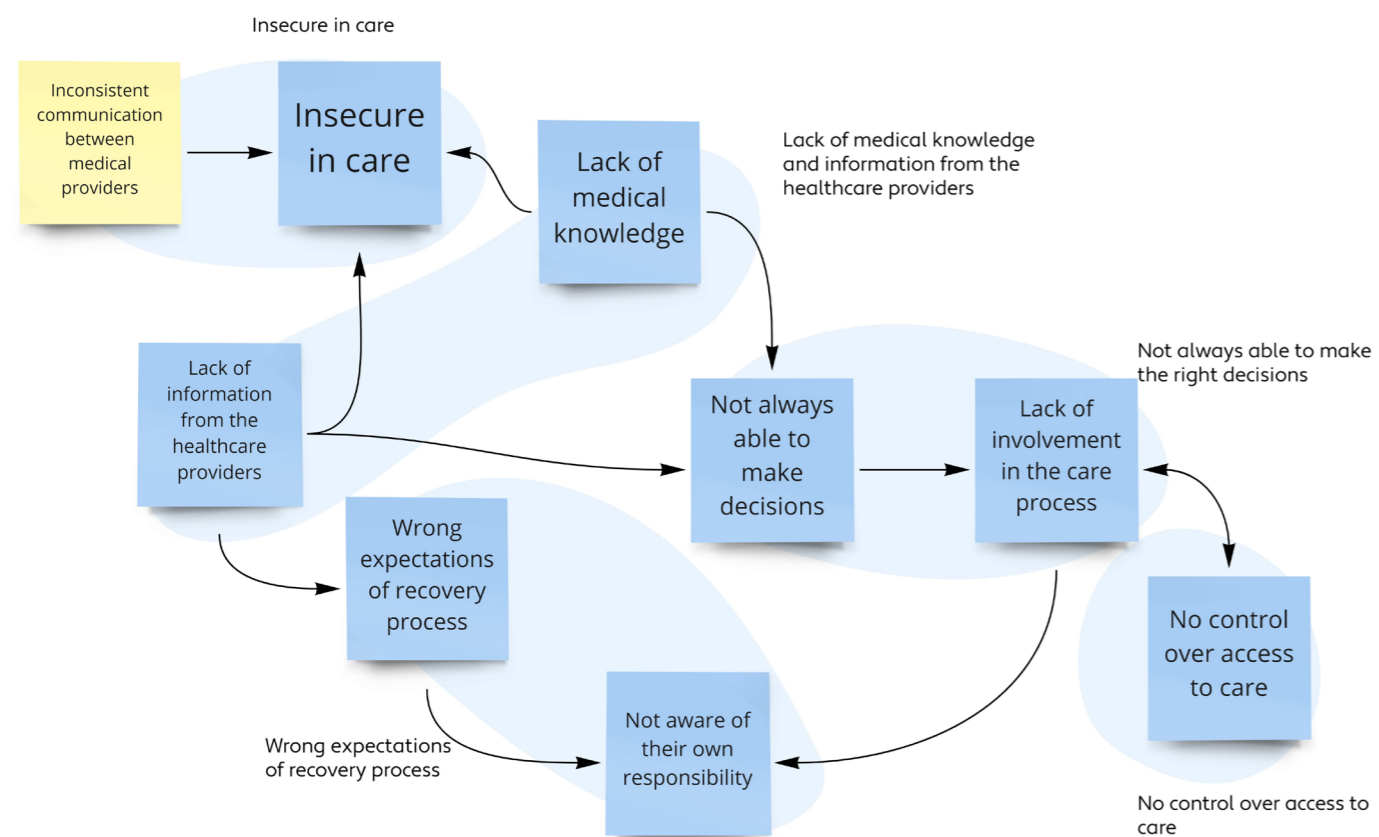 Insecure in care
Inconsistent
communication
between
medical
providers
Insecure
in care
Lack of
medical
knowledge
Lack of medical knowledge
and information from the
healthcare providers
Lack of
information
from the
healthcare
providers
Not always
able to
make
decisions
Lack of
involvement
in the care
process
Not always able to make
the right decisions
Wrong
expectations
of recovery
process
No control
over access
to care
Wrong expectations
of recovery process
Not aware of
their own
responsibility
No control over access to
care